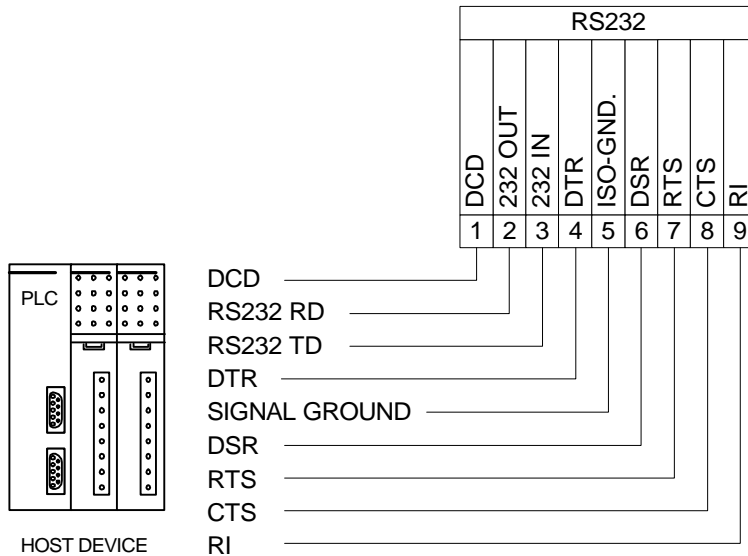 RS232
DCD
232 OUT
232 IN
DTR
ISO-GND.
DSR
RTS
CTS
RI
1 2 3 4 5 6 7 8 9
PLC
DCD
RS232 RD
RS232 TD
DTR
SIGNAL GROUND
DSR
RTS
CTS
RI
HOST DEVICE